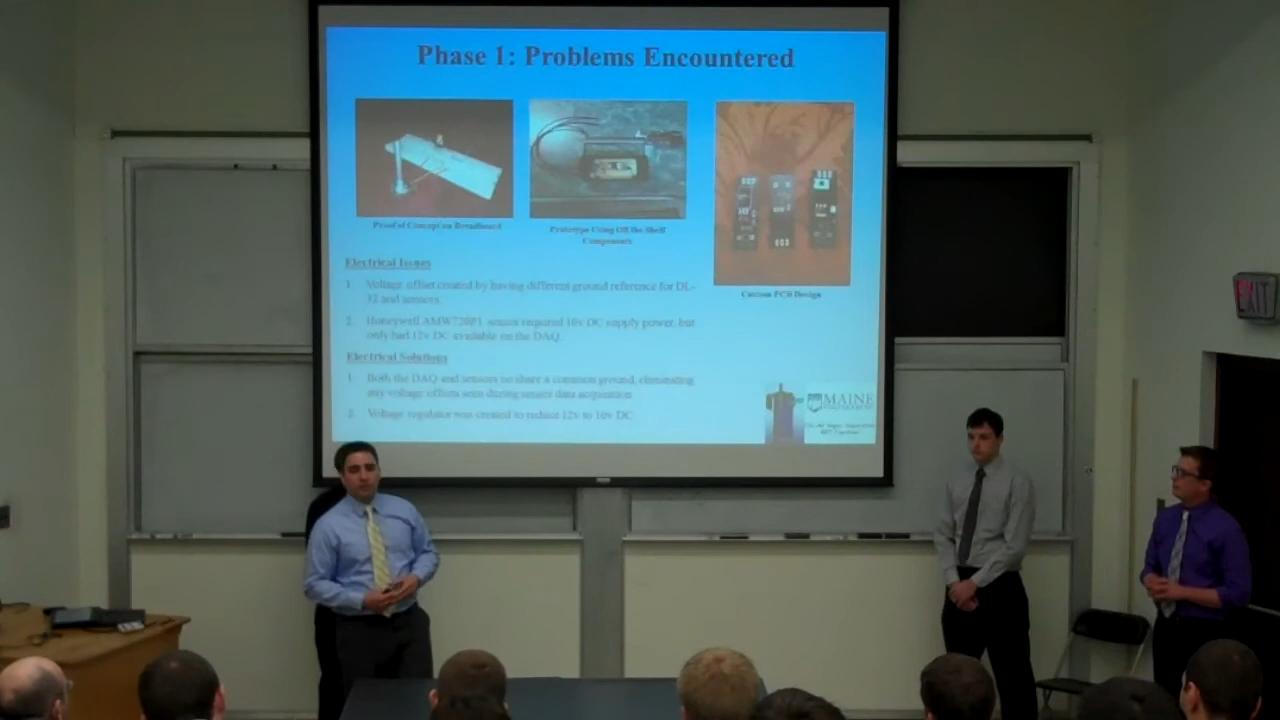 Phase 1: Problems Encountered
Proof of Concept on Breadboard
Prototype Using Off the Shelf
Components
Custom PCB Design
Electrical Issues
1. Voltage offset created by having different ground reference for DL-
32 and sensors.
2. Honeywell sensor required 10v DC supply power, but
only had 12v DC available on the DAQ.
Electrical Solutions
1. Both the DAQ and sensors no share a common ground, eliminating
any voltage offsets seen during sensor data acquisition
2. Voltage regulator was created to reduce 12v to 10v DC
MAINE
EXIT